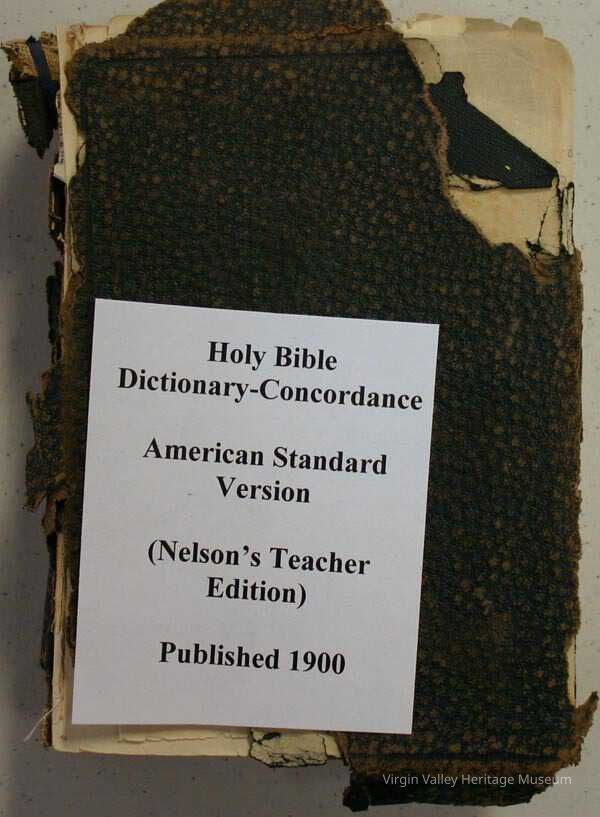 Holy Bible
Dictionary-Concordance
American Standard
Version
(Nelson's Teacher
Edition)
Published 1900
Virgin Valley Heritage Museum